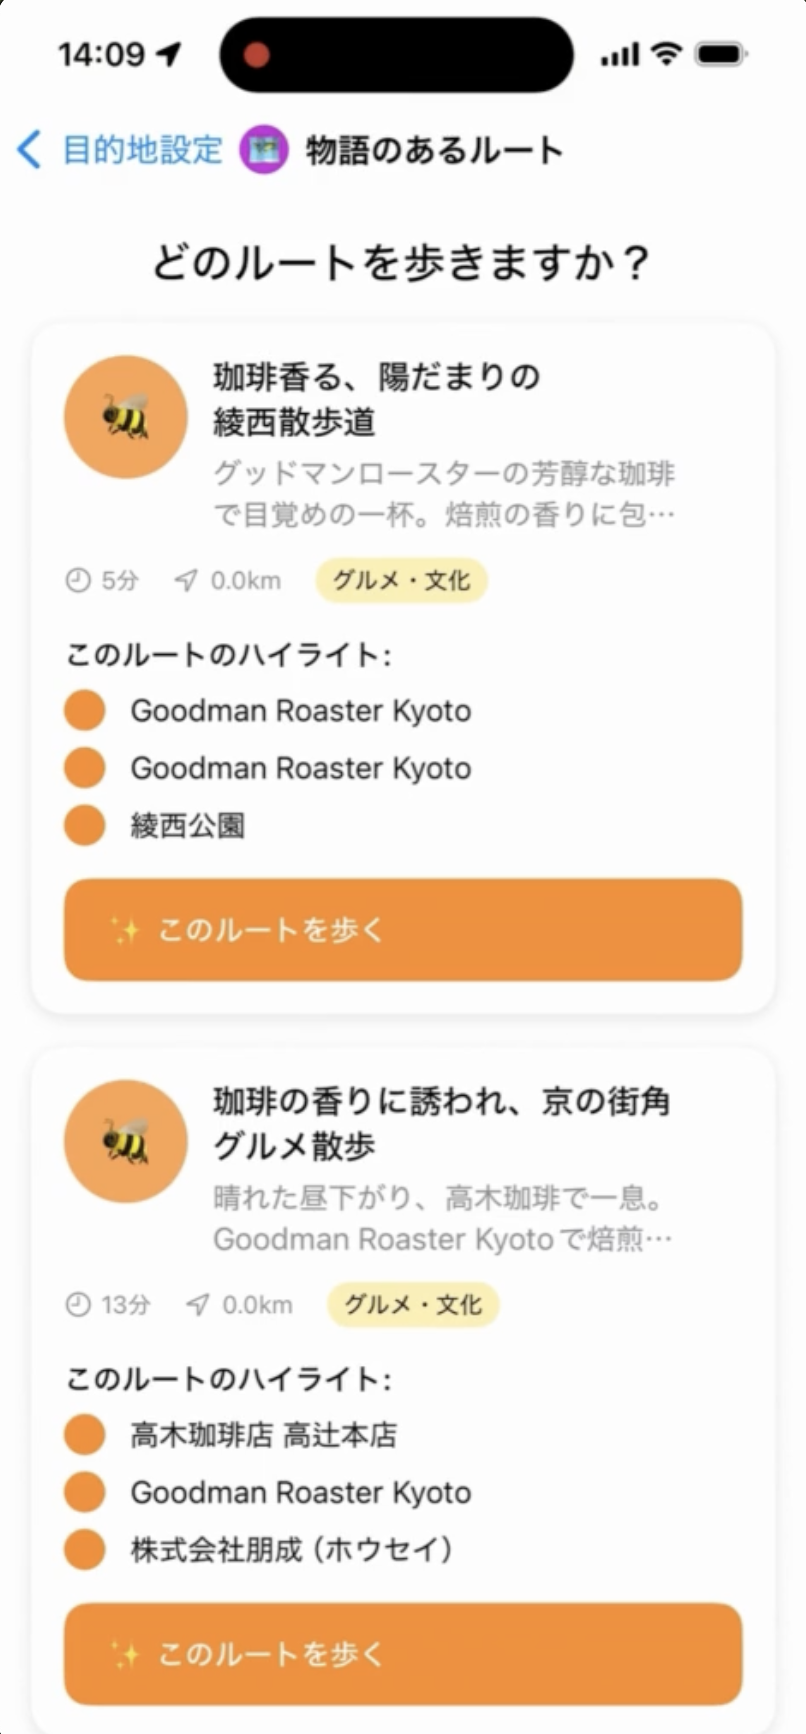 14:09
目的地設定 物語のあるルート
どのルートを歩きますか？
珈琲香る、陽だまりの
綾西散歩道
グッドマンロースターの芳醇な珈琲
で目覚めの一杯。焙煎の香りに包…
5分 0.0km グルメ・文化
このルートのハイライト:
Goodman Roaster Kyoto
Goodman Roaster Kyoto
綾西公園
✨ このルートを歩く
珈琲の香りに誘われ、京の街角
グルメ散歩
晴れた昼下がり、高木珈琲で一息。
Goodman Roaster Kyotoで焙煎…
13分 0.0km グルメ・文化
このルートのハイライト:
高木珈琲店 高辻本店
Goodman Roaster Kyoto
株式会社朋成（ホウセイ）
✨ このルートを歩く